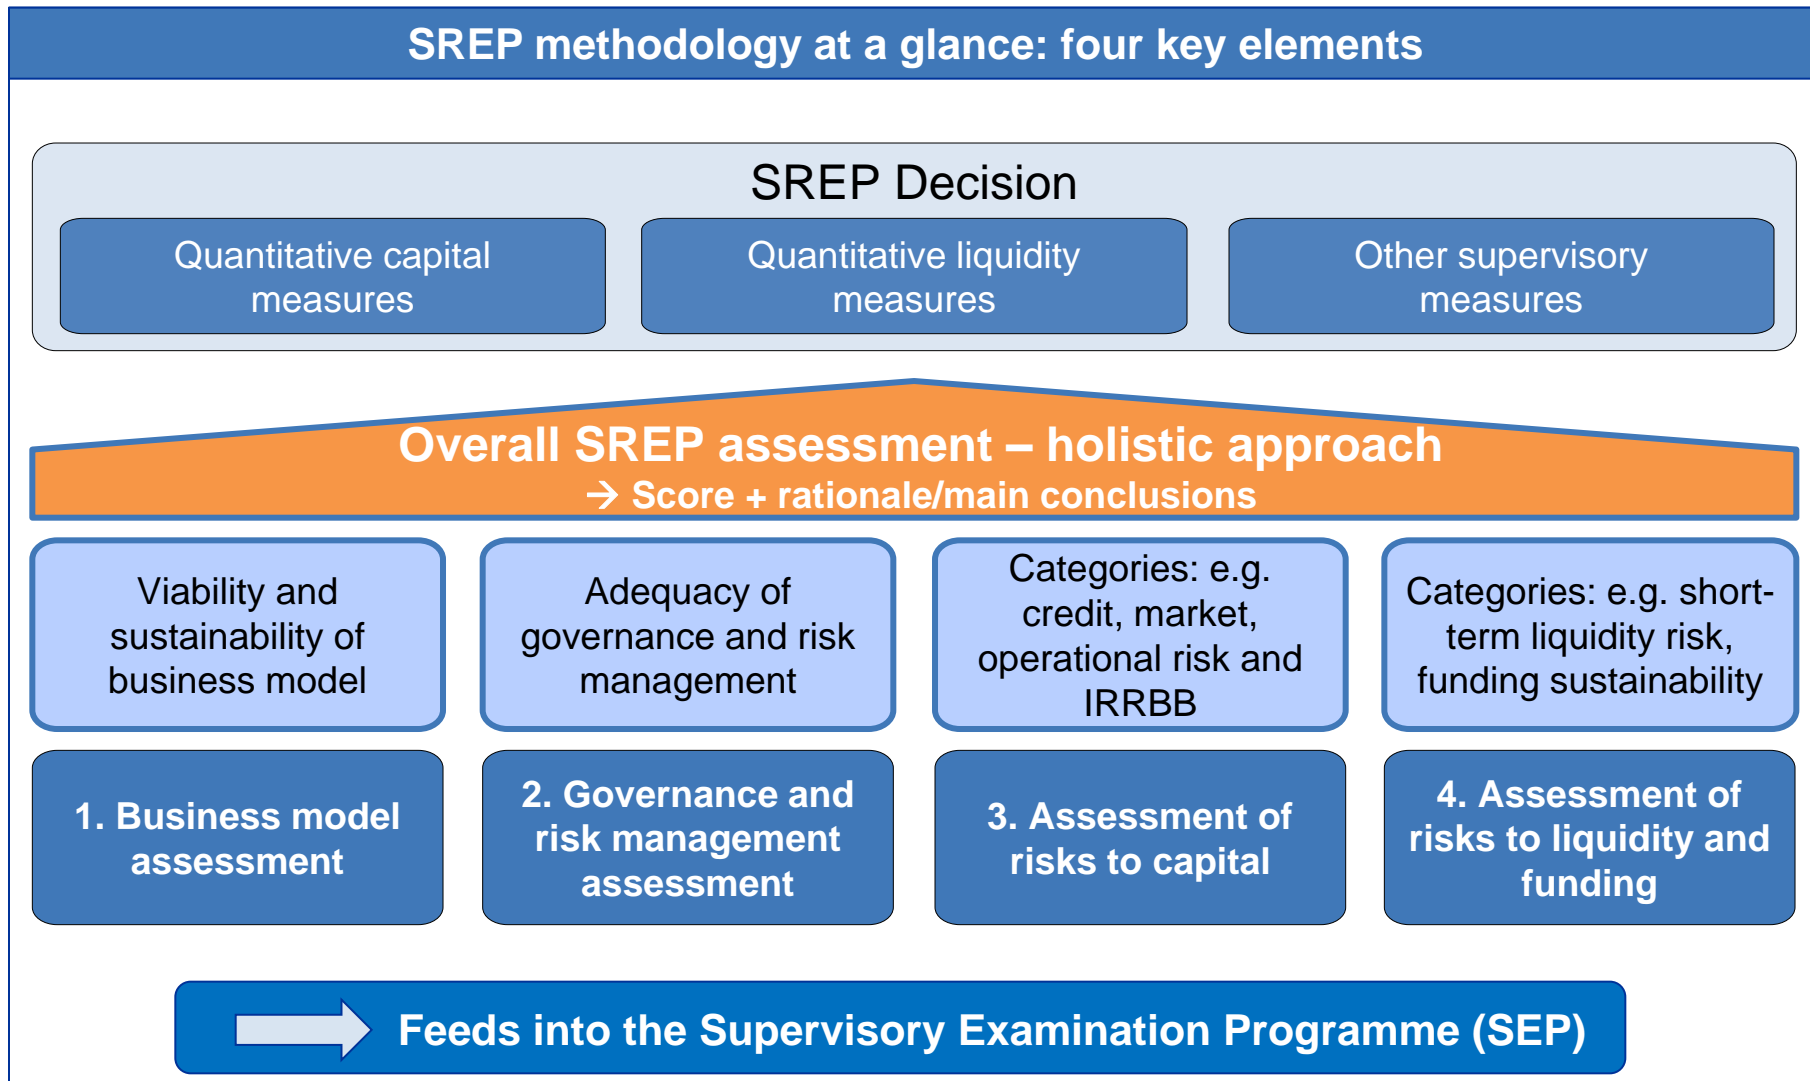 SREP methodology at a glance: four key elements
SREP Decision
Quantitative capital
measures
Quantitative liquidity
measures
Other supervisory
measures
Overall SREP assessment – holistic approach
→ Score + rationale/main conclusions
Viability and
sustainability of
business model
Adequacy of
governance and risk
management
Categories: e.g.
credit, market,
operational risk and
IRRBB
Categories: e.g. short-
term liquidity risk,
funding sustainability
1. Business model
assessment
2. Governance and
risk management
assessment
3. Assessment of
risks to capital
4. Assessment of
risks to liquidity and
funding
Feeds into the Supervisory Examination Programme (SEP)